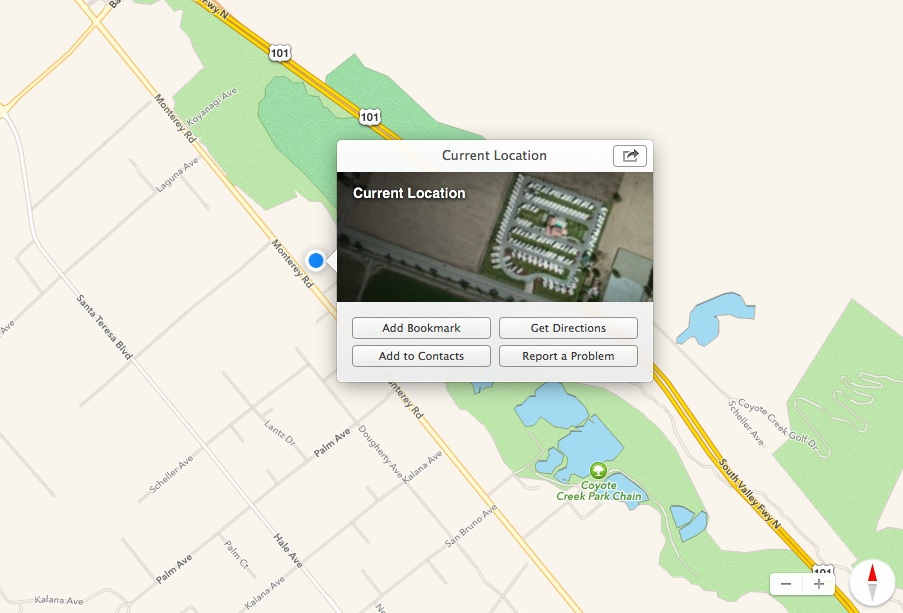 Ba
Fwy N
101
101
Koyanagi Ave
Monterey Rd
Laguna Ave
Current Location
Current Location
Monterey Rd
Add Bookmark
Get Directions
Add to Contacts
Report a Problem
Santa Teresa Blvd
Ave
nterey Rd
Coyote Creek Golf Dr
Scheller Ave
Lantz Dr
Palm Ave
Dougherty Ave
Kalana Ave
Scheller Ave
Coyote
Creek Park Chain
South Valley Fwy N
San Bruno Ave
Hale Ave
Palm Ct
Palm Ave
101
Kalana Ave
Kalana Ave
Ne